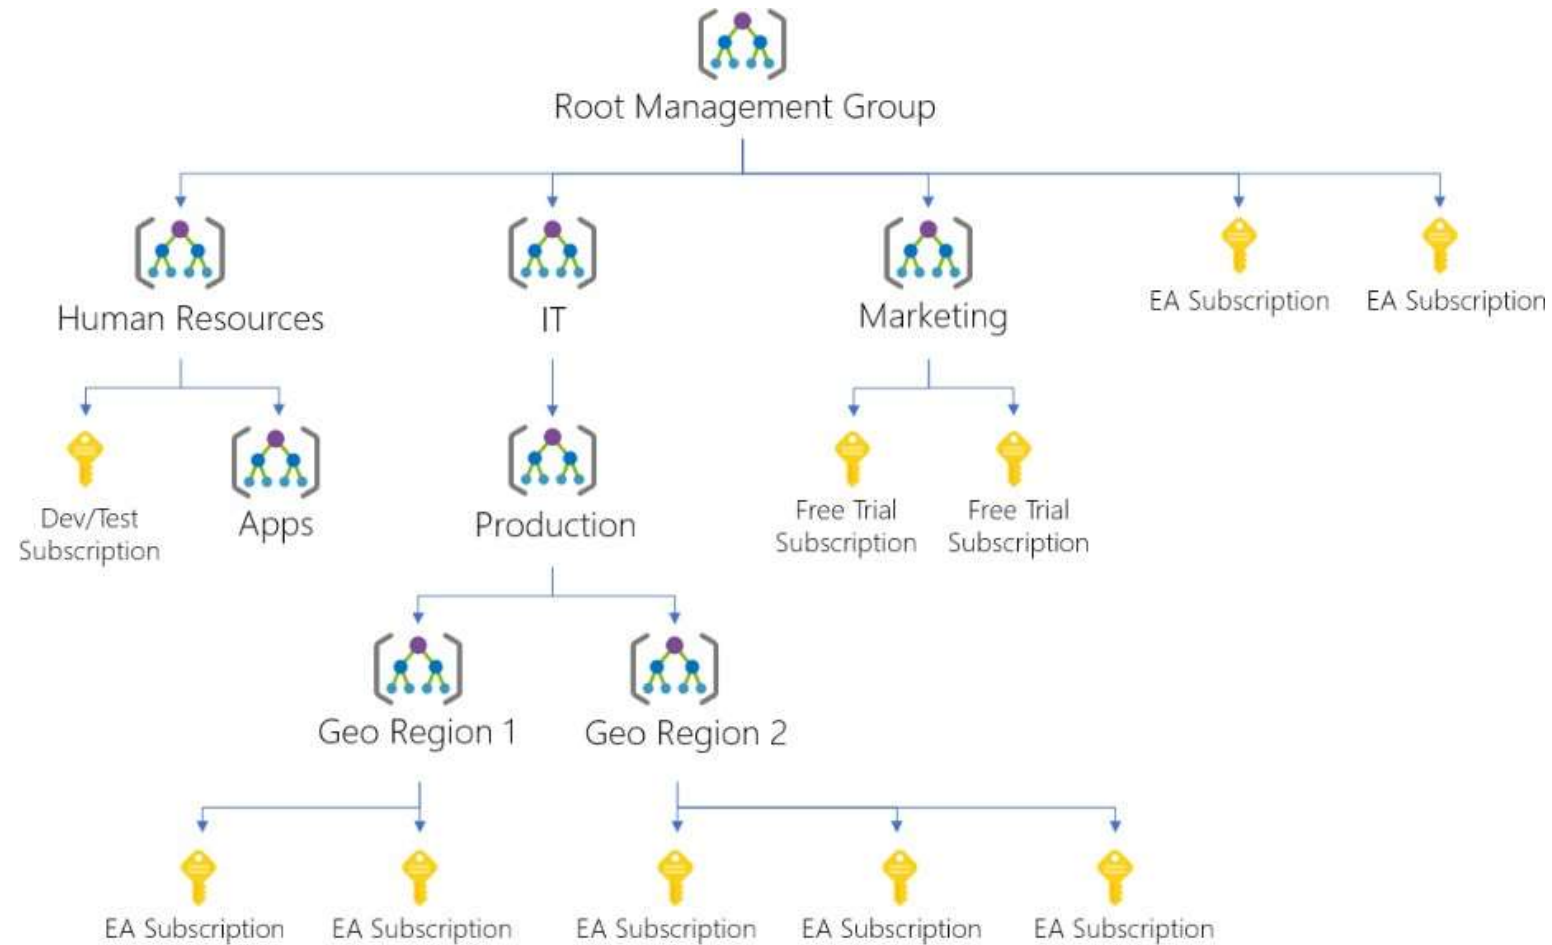 Root Management Group
Human Resources
IT
Marketing
EA Subscription
EA Subscription
Dev/Test
Subscription
Apps
Production
Free Trial
Subscription
Free Trial
Subscription
Geo Region 1
Geo Region 2
EA Subscription
EA Subscription
EA Subscription
EA Subscription
EA Subscription